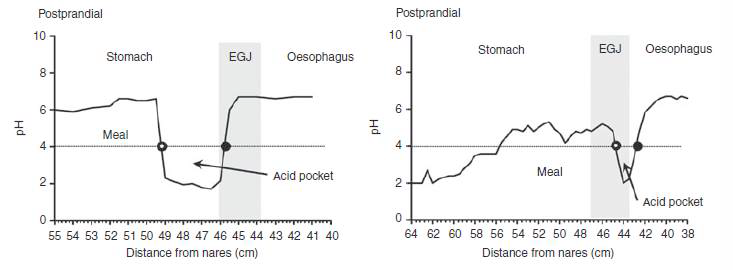 Postprandial
10
8
6
4
2
0
pH
Stomach
EGJ
Oesophagus
Meal
Acid pocket
55 54 53 52 51 50 49 48 47 46 45 44 43 42 41 40
Distance from nares (cm)
Postprandial
10
8
6
4
2
0
pH
Stomach
EGJ
Oesophagus
Meal
Acid pocket
64 62 60 58 56 54 52 50 48 46 44 42 40 38
Distance from nares (cm)